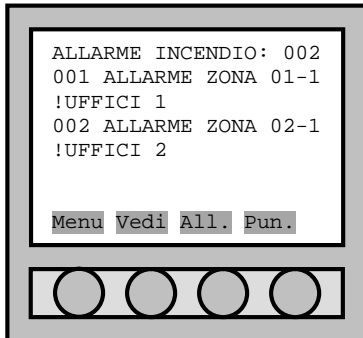 ALLARME INCENDIO: 002
001 ALLARME ZONA 01-1
!UFFICI 1
002 ALLARME ZONA 02-1
!UFFICI 2
Menu Vedi All. Pun.